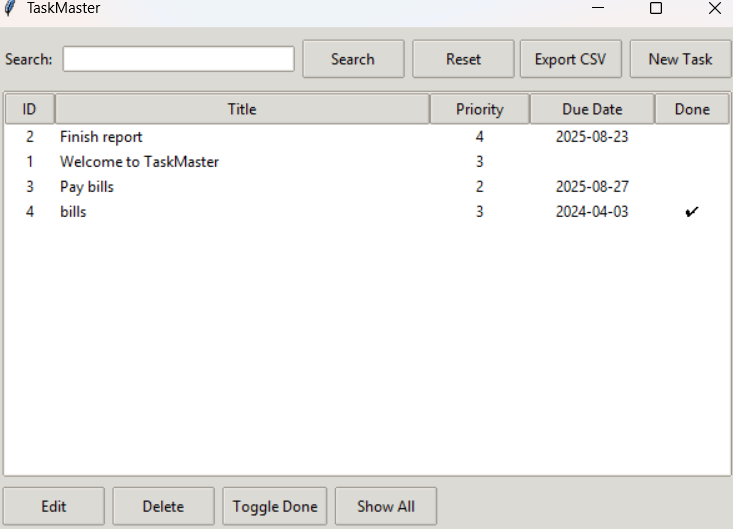 TaskMaster
Search: Search Reset Export CSV New Task
ID Title Priority Due Date Done
2 Finish report 4 2025-08-23
1 Welcome to TaskMaster 3
3 Pay bills 2 2025-08-27
4 bills 3 2024-04-03 ✔
Edit Delete Toggle Done Show All